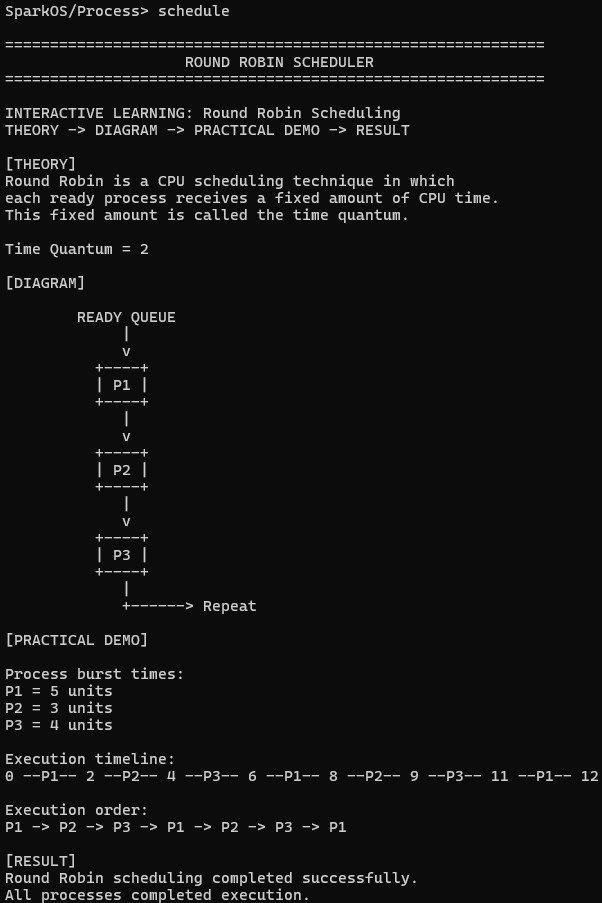 SparkOS/Process> schedule
============================================================
ROUND ROBIN SCHEDULER
============================================================
INTERACTIVE LEARNING: Round Robin Scheduling
THEORY -> DIAGRAM -> PRACTICAL DEMO -> RESULT
[THEORY]
Round Robin is a CPU scheduling technique in which
each ready process receives a fixed amount of CPU time.
This fixed amount is called the time quantum.
Time Quantum = 2
[DIAGRAM]
READY QUEUE
|
v
+----+
| P1 |
+----+
|
v
+----+
| P2 |
+----+
|
v
+----+
| P3 |
+----+
|
+------> Repeat
[PRACTICAL DEMO]
Process burst times:
P1 = 5 units
P2 = 3 units
P3 = 4 units
Execution timeline:
0 --P1-- 2 --P2-- 4 --P3-- 6 --P1-- 8 --P2-- 9 --P3-- 11 --P1-- 12
Execution order:
P1 -> P2 -> P3 -> P1 -> P2 -> P3 -> P1
[RESULT]
Round Robin scheduling completed successfully.
All processes completed execution.